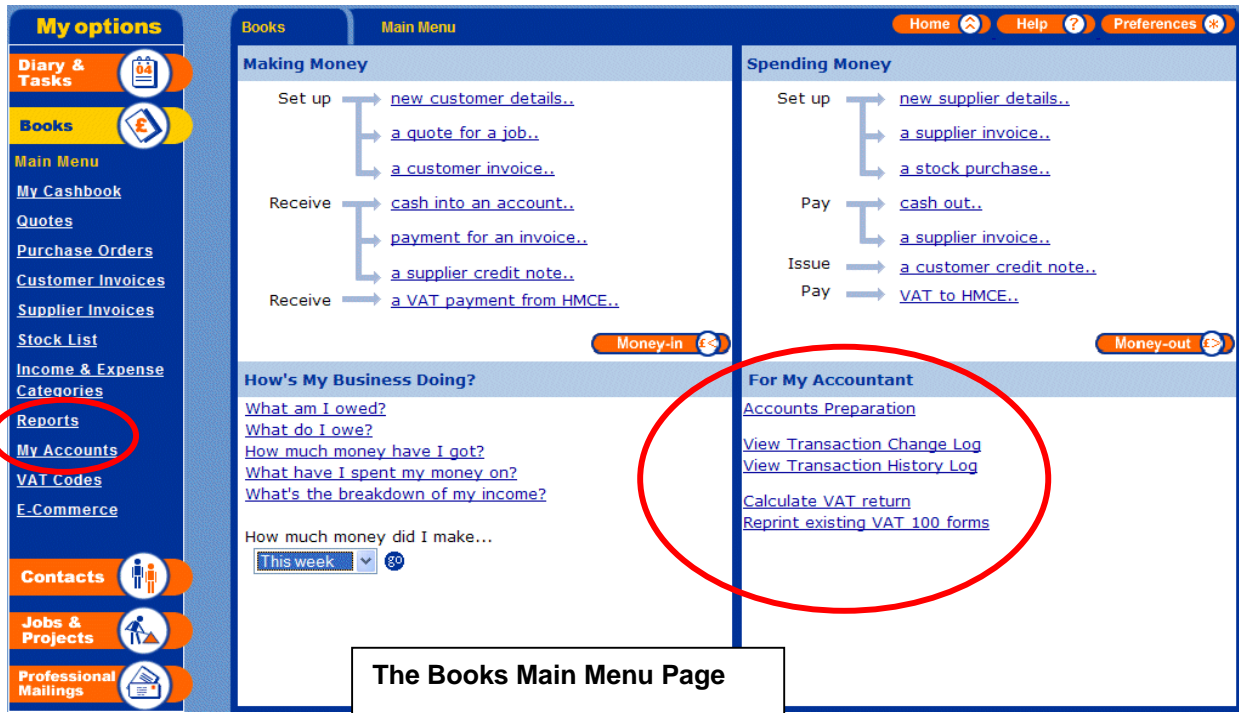 My options
Diary &
Tasks
04
Books
£
Main Menu
My Cashbook
Quotes
Purchase Orders
Customer Invoices
Supplier Invoices
Stock List
Income & Expense
Categories
Reports
My Accounts
VAT Codes
E-Commerce
Contacts
Jobs &
Projects
Professional
Mailings
Books
Main Menu
Home
Help ?
Preferences *
Making Money
Set up
new customer details..
a quote for a job..
a customer invoice..
Receive
cash into an account..
payment for an invoice..
a supplier credit note..
Receive
a VAT payment from HMCE..
Money-in £<
Spending Money
Set up
new supplier details..
a supplier invoice..
a stock purchase..
Pay
cash out..
a supplier invoice..
Issue
a customer credit note..
Pay
VAT to HMCE..
Money-out £>
How's My Business Doing?
What am I owed?
What do I owe?
How much money have I got?
What have I spent my money on?
What's the breakdown of my income?
How much money did I make...
This week
go
For My Accountant
Accounts Preparation
View Transaction Change Log
View Transaction History Log
Calculate VAT return
Reprint existing VAT 100 forms
The Books Main Menu Page